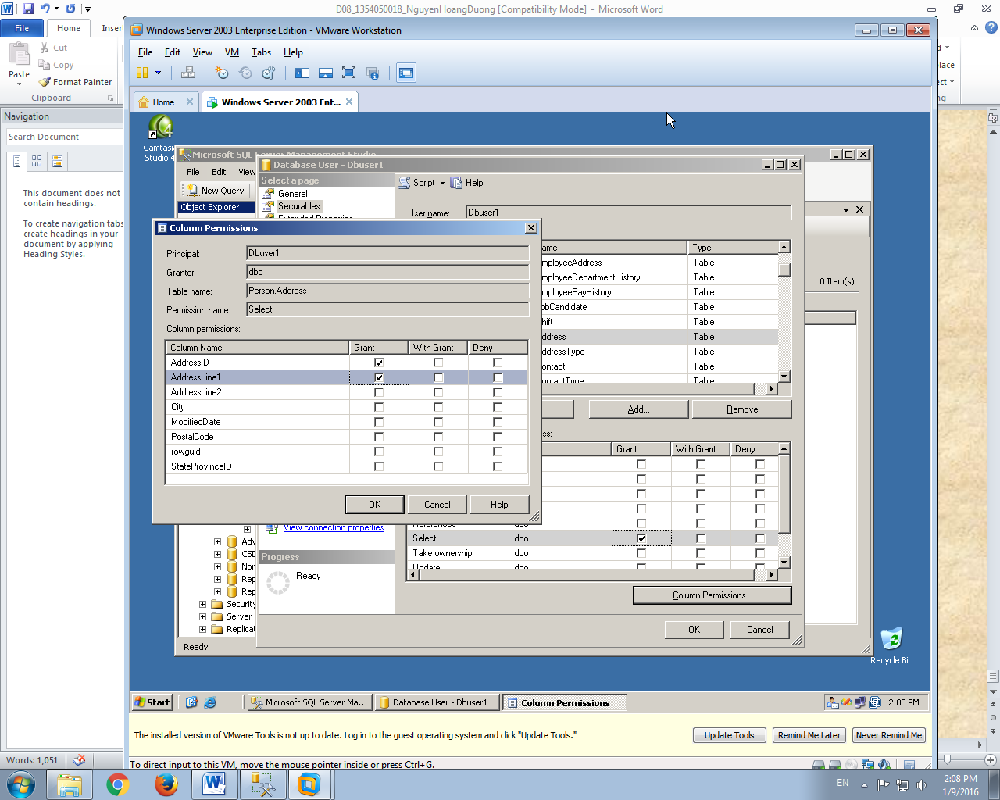 D08_1354050018_NguyenHoangDuong [Compatibility Mode] - Microsoft Word
File
Home
Inser
Cut
Copy
Paste
Format Painter
Clipboard
Windows Server 2003 Enterprise Edition - VMware Workstation
File Edit View VM Tabs Help
Home
Windows Server 2003 Ent...
Navigation
Search Document
This document does not
contain headings.
To create navigation tabs,
create headings in your
document by applying
Heading Styles.
Camtasia
Studio 4
Microsoft SQL Server Management Studio
File Edit View
New Query
Object Explorer
Database User - Dbuser1
Select a page
General
Securables
Extended Properties
Script
Help
User name:
Dbuser1
ame
Type
mployeeAddress Table
mployeeDepartmentHistory Table
mployeePayHistory Table
obCandidate Table
hift Table
ddress Table
ddressType Table
ontact Table
ontactType Table
0 Item(s)
Add...
Remove
ss:
Grant With Grant Deny
References
Select dbo
Take ownership dbo
Update dbo
Column Permissions...
OK
Cancel
View connection properties
Progress
Ready
Column Permissions
Principal: Dbuser1
Grantor: dbo
Table name: Person.Address
Permission name: Select
Column permissions:
Column Name Grant With Grant Deny
AddressID
AddressLine1
AddressLine2
City
ModifiedDate
PostalCode
rowguid
StateProvinceID
OK
Cancel
Help
Adv
CSD
Nor
Rep
Rep
Security
Server
Replicat
Ready
Recycle Bin
Start
Microsoft SQL Server Ma...
Database User - Dbuser1
Column Permissions
2:08 PM
The installed version of VMware Tools is not up to date. Log in to the guest operating system and click "Update Tools."
Update Tools
Remind Me Later
Never Remind Me
To direct input to this VM, move the mouse pointer inside or press Ctrl+G.
Words: 1,051
EN
2:08 PM
1/9/2016